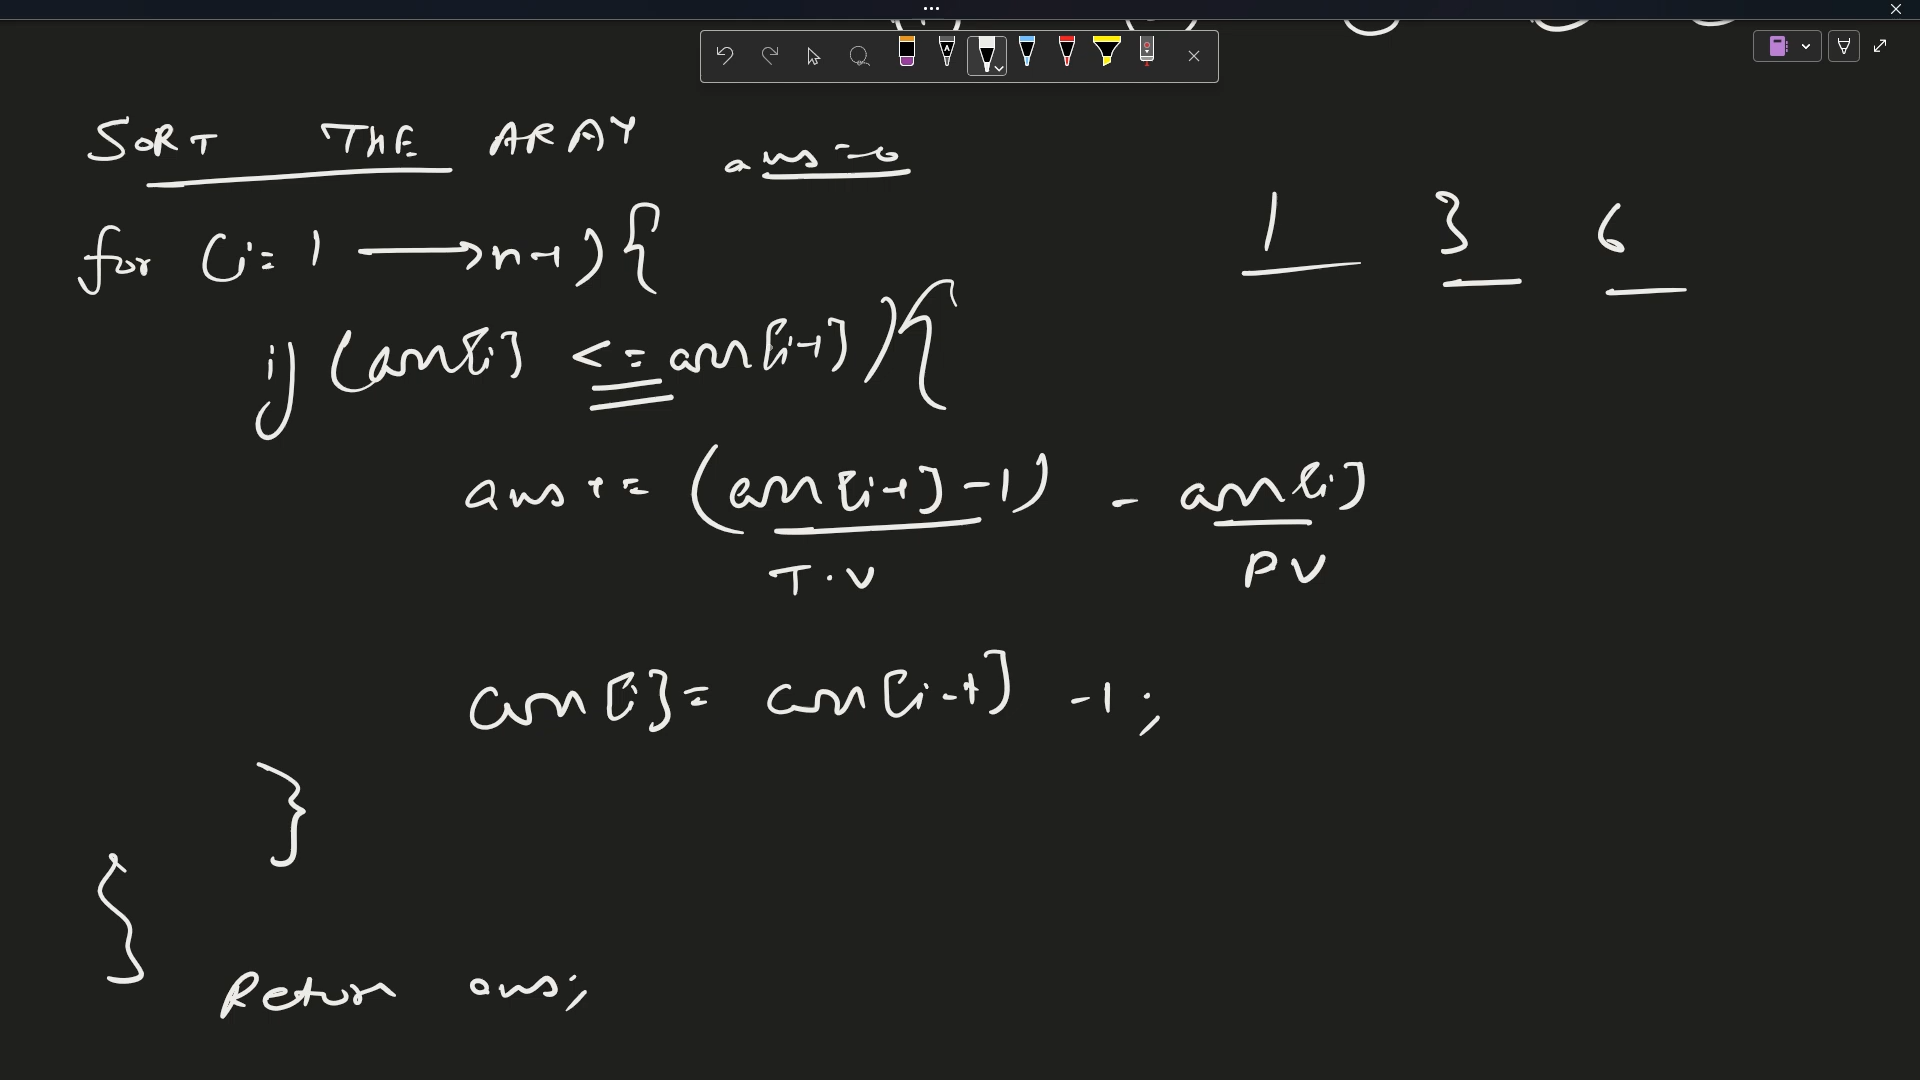 SORT THE ARAY ans=0
for (i= 1 ⟶ n-1){
1 3 6
if (arr[i] <= arr[i-1]){
ans += (arr[i-1] -1) - arr[i]
T.V PV
arr[i]= arr[i-1] -1;
}
}
Return ans;